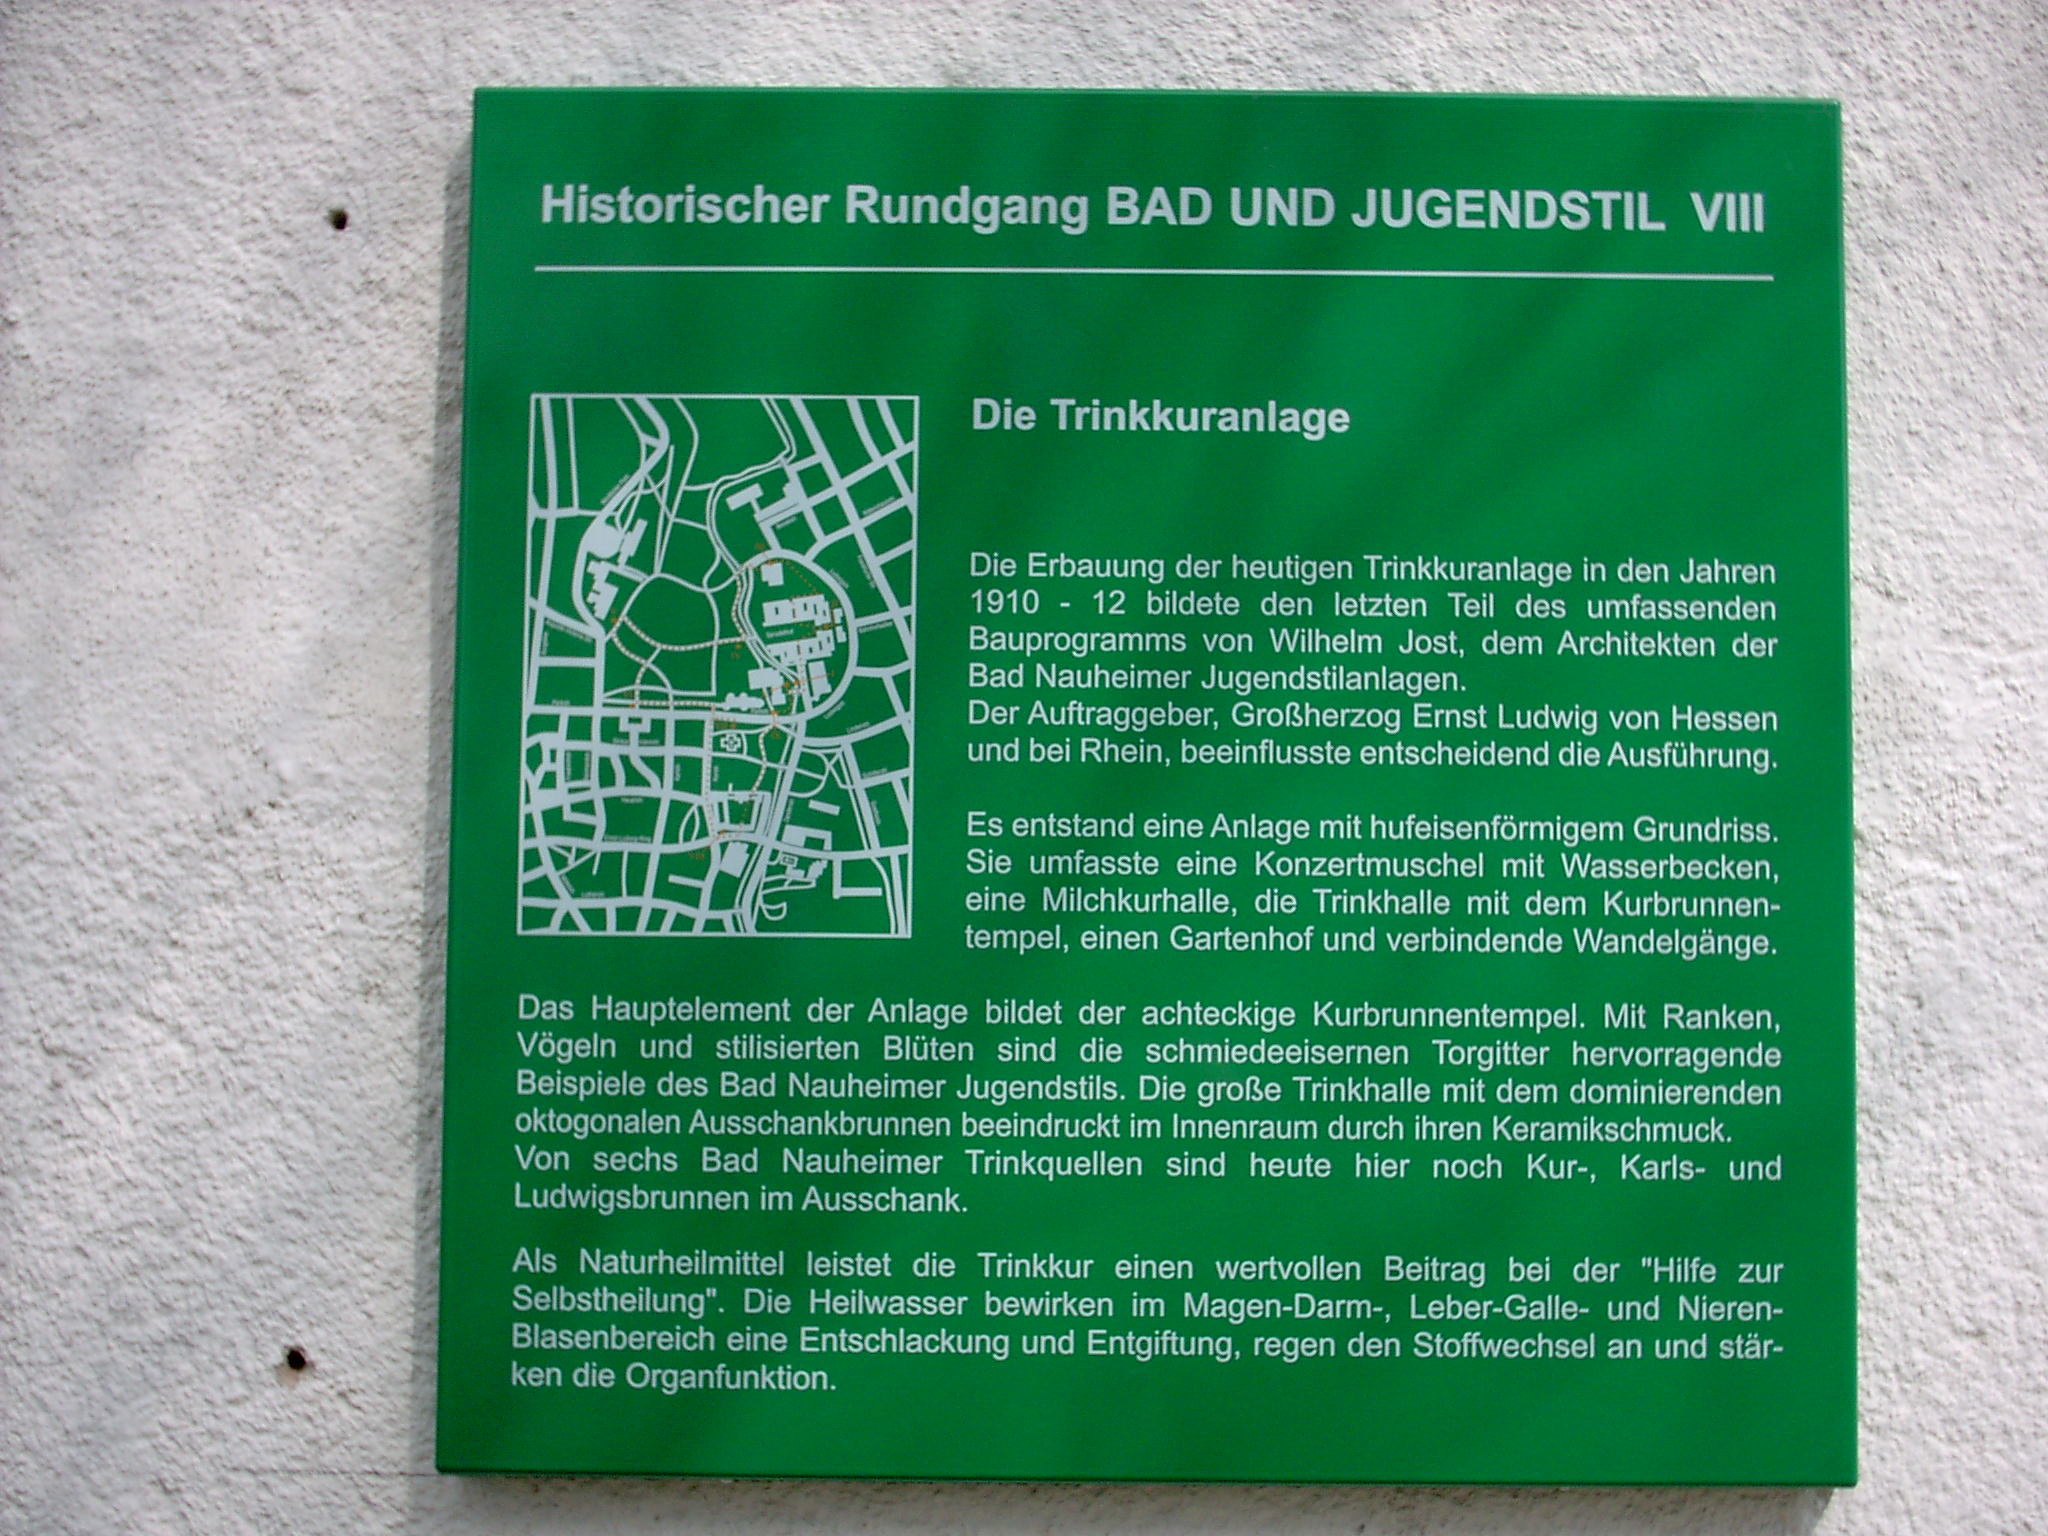 Historischer Rundgang BAD UND JUGENDSTIL VIII
Die Trinkkuranlage
Die Erbauung der heutigen Trinkkuranlage in den Jahren
1910 - 12 bildete den letzten Teil des umfassenden
Bauprogramms von Wilhelm Jost, dem Architekten der
Bad Nauheimer Jugendstilanlagen.
Der Auftraggeber, Großherzog Ernst Ludwig von Hessen
und bei Rhein, beeinflusste entscheidend die Ausführung.
Es entstand eine Anlage mit hufeisenförmigem Grundriss.
Sie umfasste eine Konzertmuschel mit Wasserbecken,
eine Milchkurhalle, die Trinkhalle mit dem Kurbrunnen-
tempel, einen Gartenhof und verbindende Wandelgänge.
Das Hauptelement der Anlage bildet der achteckige Kurbrunnentempel. Mit Ranken,
Vögeln und stilisierten Blüten sind die schmiedeeisernen Torgitter hervorragende
Beispiele des Bad Nauheimer Jugendstils. Die große Trinkhalle mit dem dominierenden
oktogonalen Ausschankbrunnen beeindruckt im Innenraum durch ihren Keramikschmuck.
Von sechs Bad Nauheimer Trinkquellen sind heute hier noch Kur-, Karls- und
Ludwigsbrunnen im Ausschank.
Als Naturheilmittel leistet die Trinkkur einen wertvollen Beitrag bei der "Hilfe zur
Selbstheilung". Die Heilwasser bewirken im Magen-Darm-, Leber-Galle- und Nieren-
Blasenbereich eine Entschlackung und Entgiftung, regen den Stoffwechsel an und stär-
ken die Organfunktion.